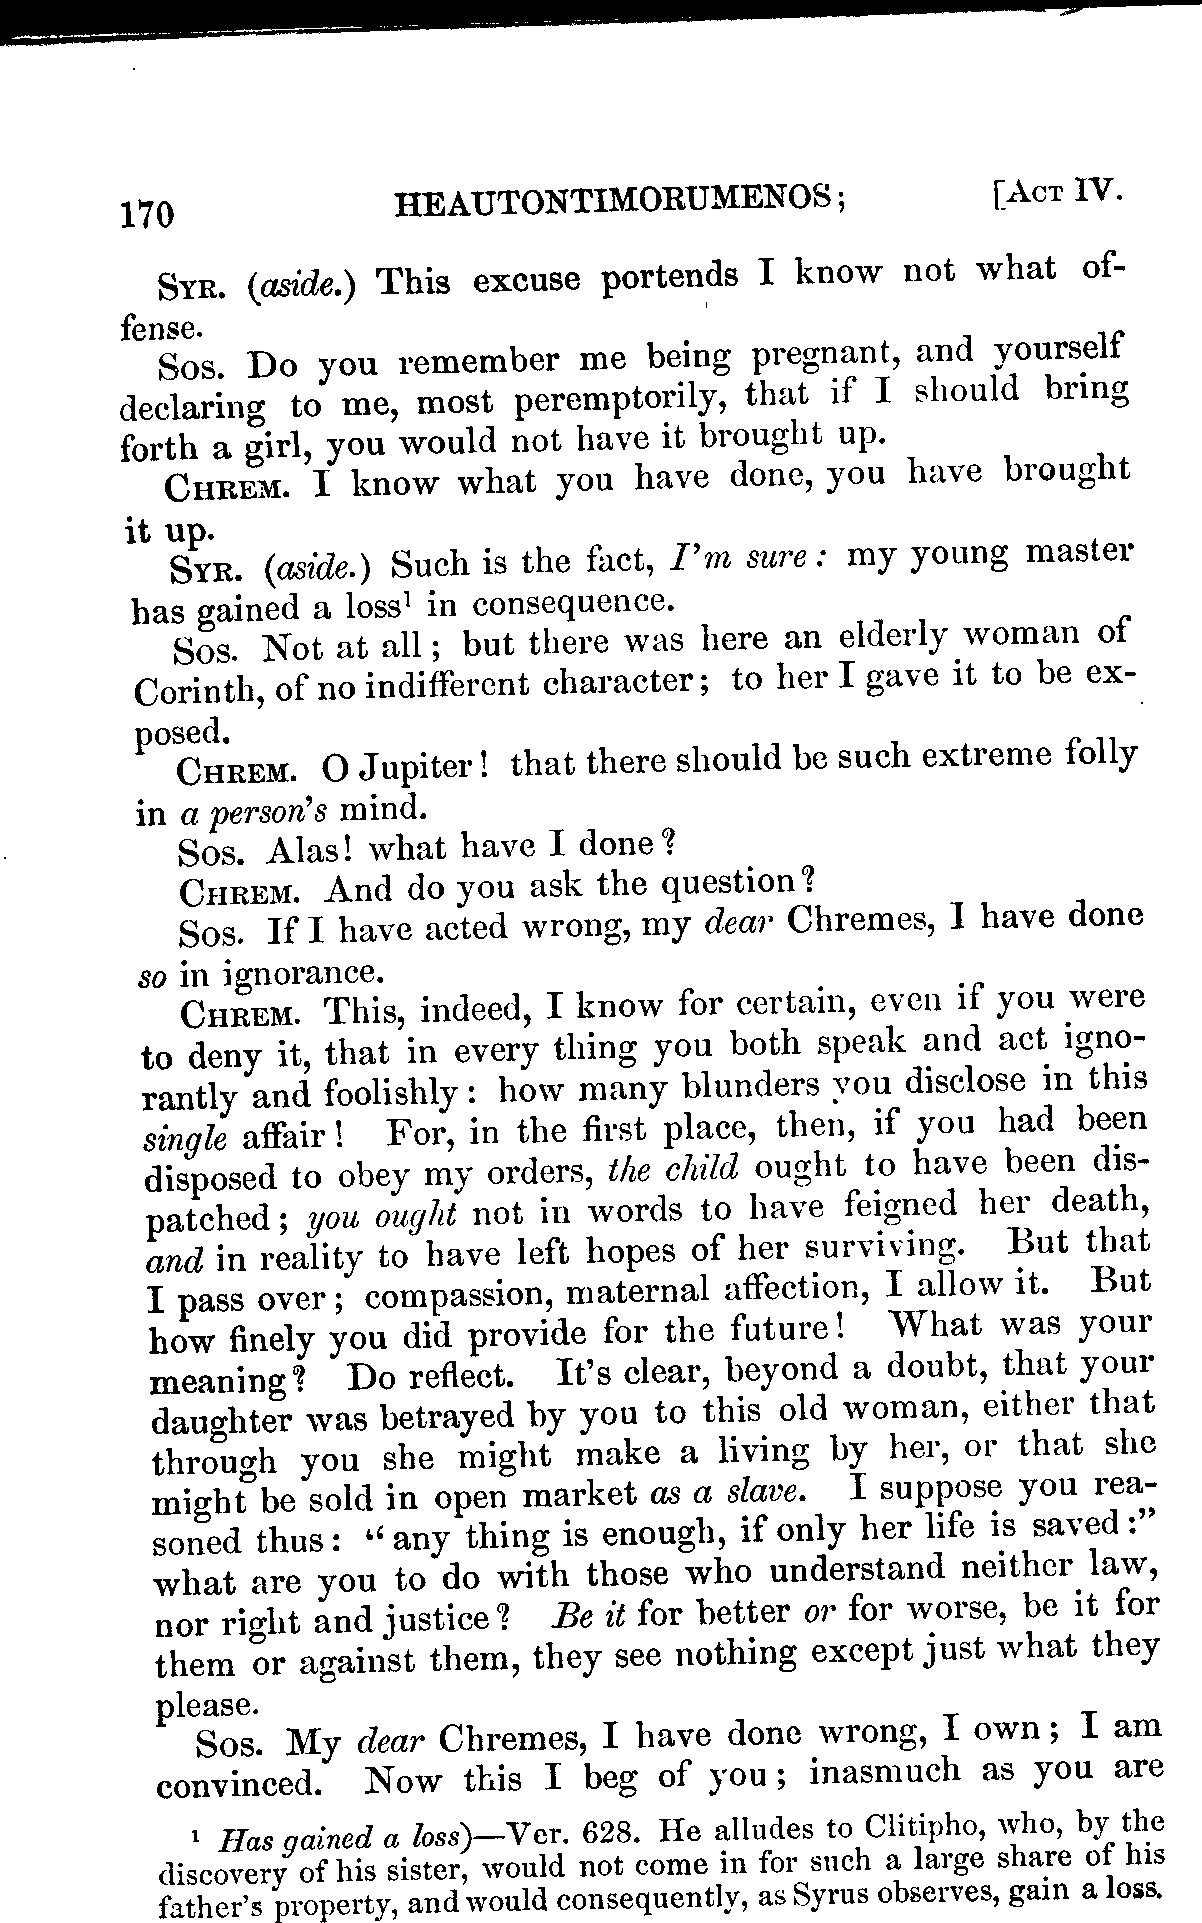 170 HEAUTONTIMORUMENOS; [ACT IV.
SYR. (aside.) This excuse portends I know not what of-
fense.
SOS. Do you remember me being pregnant, and yourself
declaring to me, most peremptorily, that if I should bring
forth a girl, you would not have it brought up.
CHREM. I know what you have done, you have brought
it up.
SYR. (aside.) Such is the fact, I'm sure: my young master
has gained a loss¹ in consequence.
SOS. Not at all; but there was here an elderly woman of
Corinth, of no indifferent character; to her I gave it to be ex-
posed.
CHREM. O Jupiter! that there should be such extreme folly
in a person's mind.
SOS. Alas! what have I done?
CHREM. And do you ask the question?
SOS. If I have acted wrong, my dear Chremes, I have done
so in ignorance.
CHREM. This, indeed, I know for certain, even if you were
to deny it, that in every thing you both speak and act igno-
rantly and foolishly: how many blunders you disclose in this
single affair! For, in the first place, then, if you had been
disposed to obey my orders, the child ought to have been dis-
patched; you ought not in words to have feigned her death,
and in reality to have left hopes of her surviving. But that
I pass over; compassion, maternal affection, I allow it. But
how finely you did provide for the future! What was your
meaning? Do reflect. It's clear, beyond a doubt, that your
daughter was betrayed by you to this old woman, either that
through you she might make a living by her, or that she
might be sold in open market as a slave. I suppose you rea-
soned thus: "any thing is enough, if only her life is saved:"
what are you to do with those who understand neither law,
nor right and justice? Be it for better or for worse, be it for
them or against them, they see nothing except just what they
please.
SOS. My dear Chremes, I have done wrong, I own; I am
convinced. Now this I beg of you; inasmuch as you are
¹ Has gained a loss)—Ver. 628. He alludes to Clitipho, who, by the
discovery of his sister, would not come in for such a large share of his
father's property, and would consequently, as Syrus observes, gain a loss.